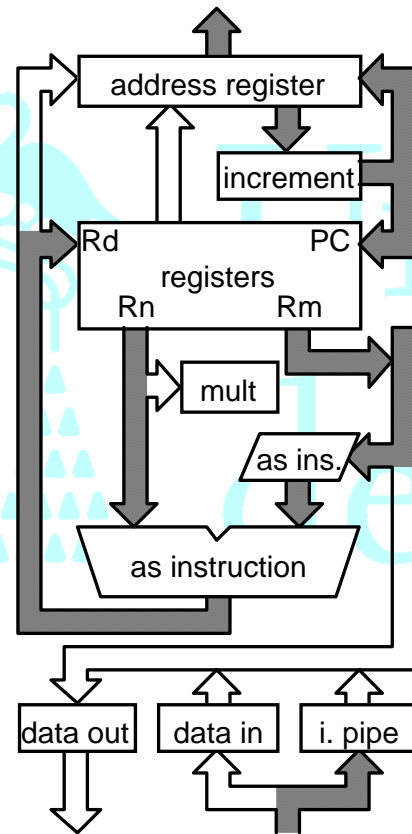 address register
increment
Rd PC
registers
Rn Rm
mult
as ins.
as instruction
data out data in i. pipe